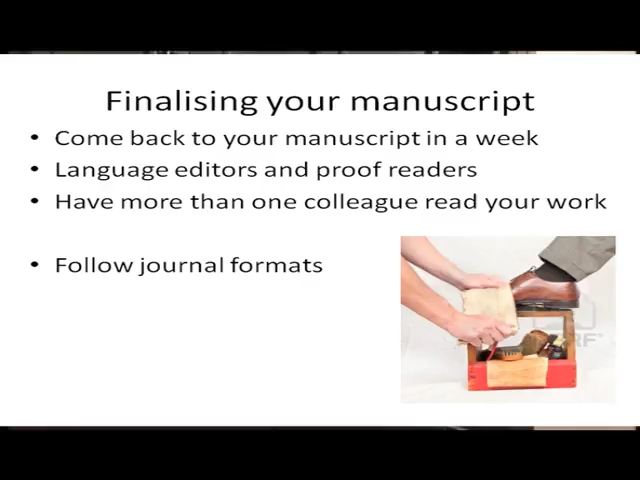 Finalising your manuscript
• Come back to your manuscript in a week
• Language editors and proof readers
• Have more than one colleague read your work
• Follow journal formats